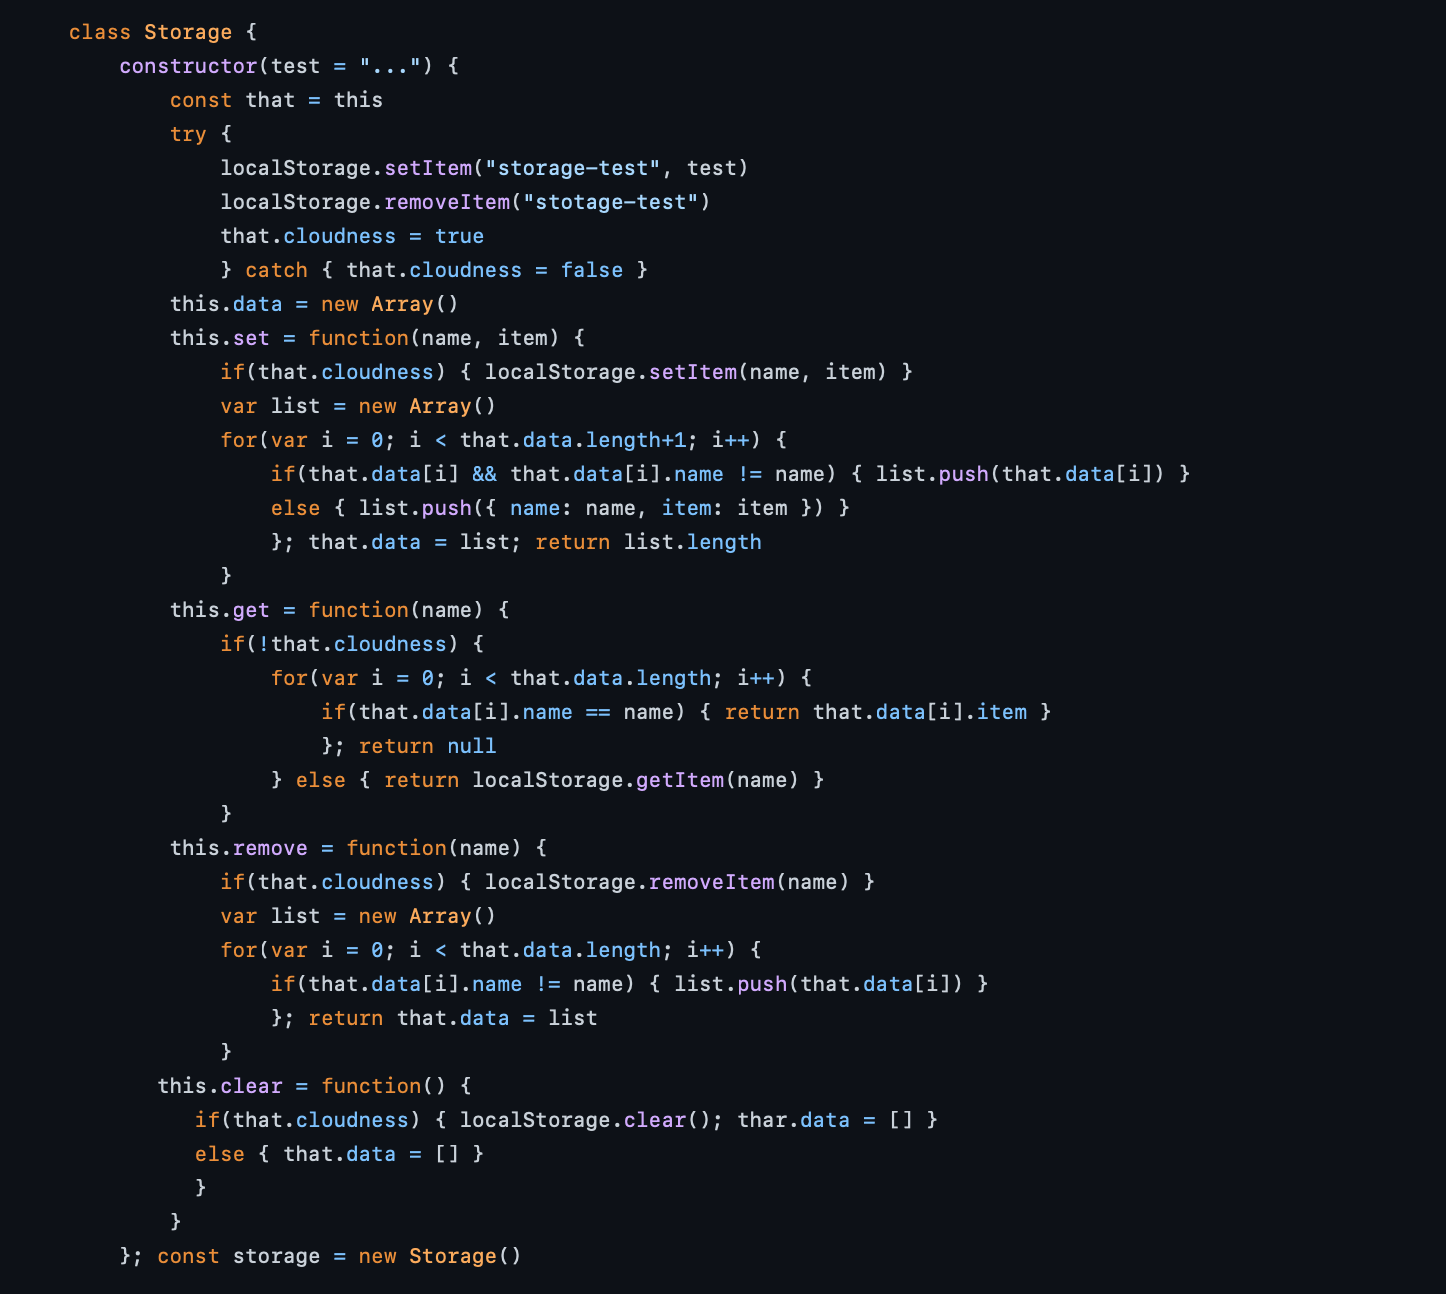 class Storage {
constructor(test = "...") {
const that = this
try {
localStorage.setItem("storage-test", test)
localStorage.removeItem("stotage-test")
that.cloudness = true
} catch { that.cloudness = false }
this.data = new Array()
this.set = function(name, item) {
if(that.cloudness) { localStorage.setItem(name, item) }
var list = new Array()
for(var i = 0; i < that.data.length+1; i++) {
if(that.data[i] && that.data[i].name != name) { list.push(that.data[i]) }
else { list.push({ name: name, item: item }) }
}; that.data = list; return list.length
}
this.get = function(name) {
if(!that.cloudness) {
for(var i = 0; i < that.data.length; i++) {
if(that.data[i].name == name) { return that.data[i].item }
}; return null
} else { return localStorage.getItem(name) }
}
this.remove = function(name) {
if(that.cloudness) { localStorage.removeItem(name) }
var list = new Array()
for(var i = 0; i < that.data.length; i++) {
if(that.data[i].name != name) { list.push(that.data[i]) }
}; return that.data = list
}
this.clear = function() {
if(that.cloudness) { localStorage.clear(); thar.data = [] }
else { that.data = [] }
}
}
}; const storage = new Storage()